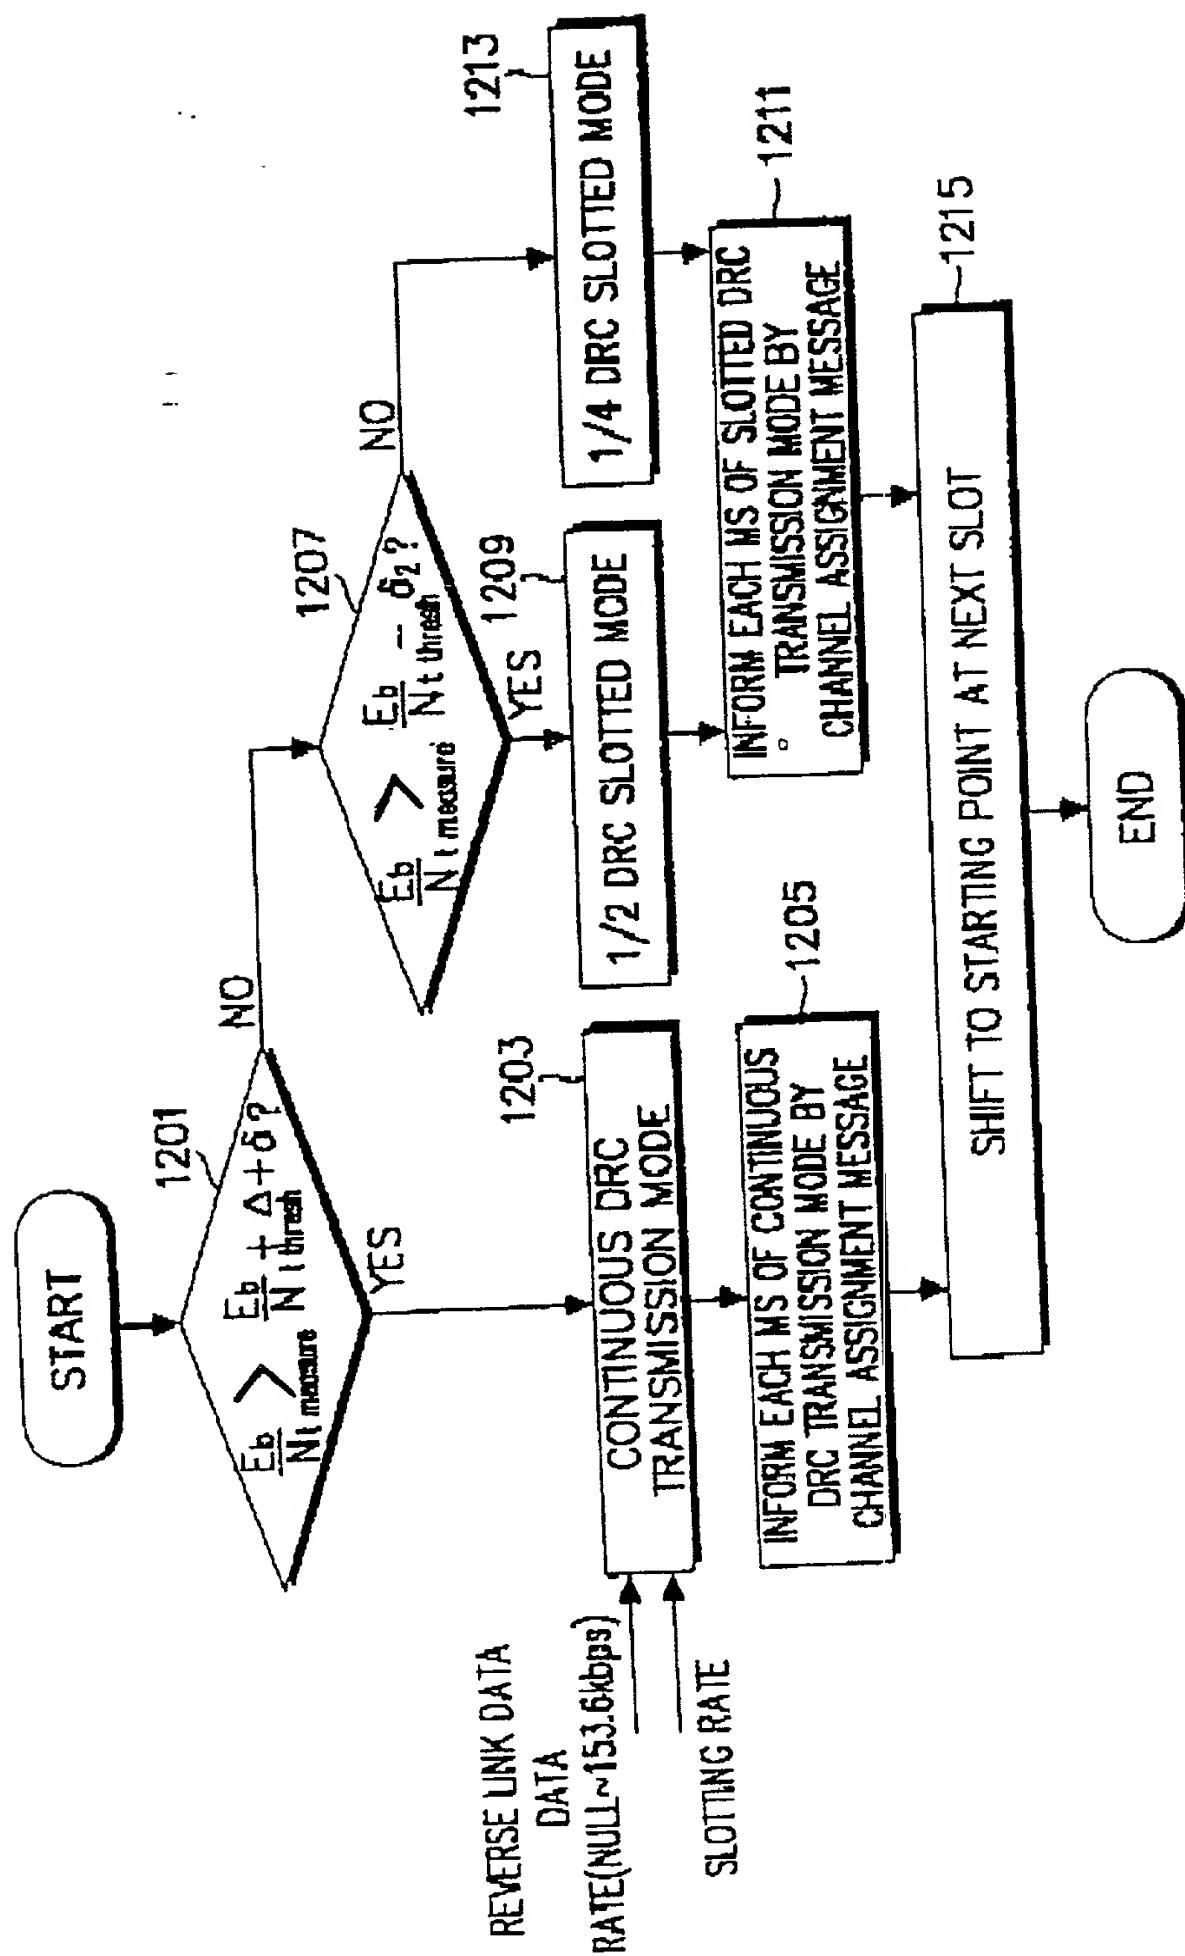 START
1201
Eb/Nt measure > Eb/Nt thresh + Δ+δ?
NO
YES
1207
Eb/Nt measure > Eb/Nt thresh - δ2?
NO
YES
REVERSE LINK DATA
DATA
RATE(NULL~153.6kbps)
SLOTTING RATE
1203
CONTINUOUS DRC
TRANSMISSION MODE
1209
1/2 DRC SLOTTED MODE
1213
1/4 DRC SLOTTED MODE
1205
INFORM EACH MS OF CONTINUOUS
DRC TRANSMISSION MODE BY
CHANNEL ASSIGNMENT MESSAGE
1211
INFORM EACH MS OF SLOTTED DRC
TRANSMISSION MODE BY
CHANNEL ASSIGNMENT MESSAGE
1215
SHIFT TO STARTING POINT AT NEXT SLOT
END